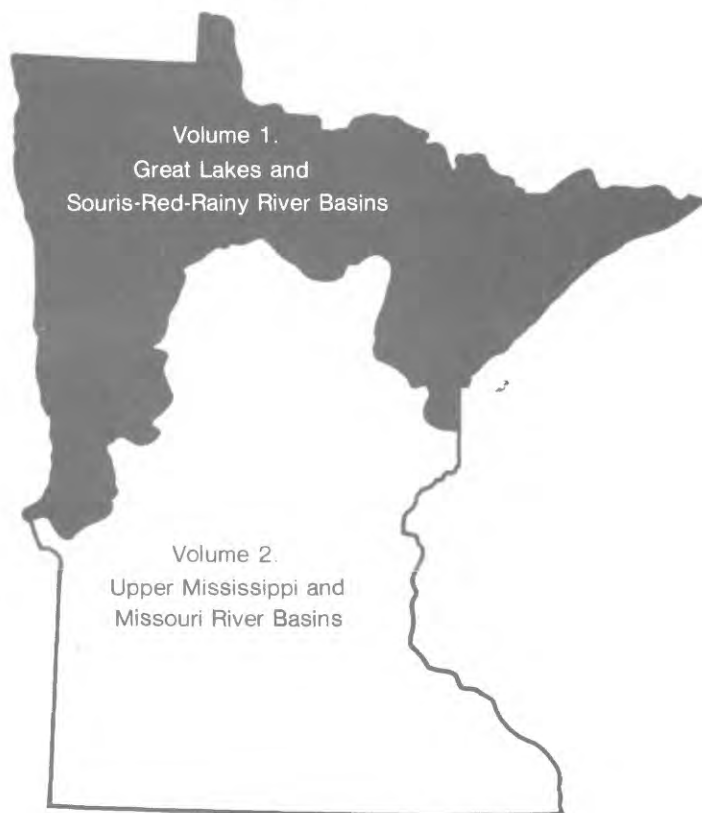 Volume 1.
Great Lakes and
Souris-Red-Rainy River Basins
Volume 2.
Upper Mississippi and
Missouri River Basins